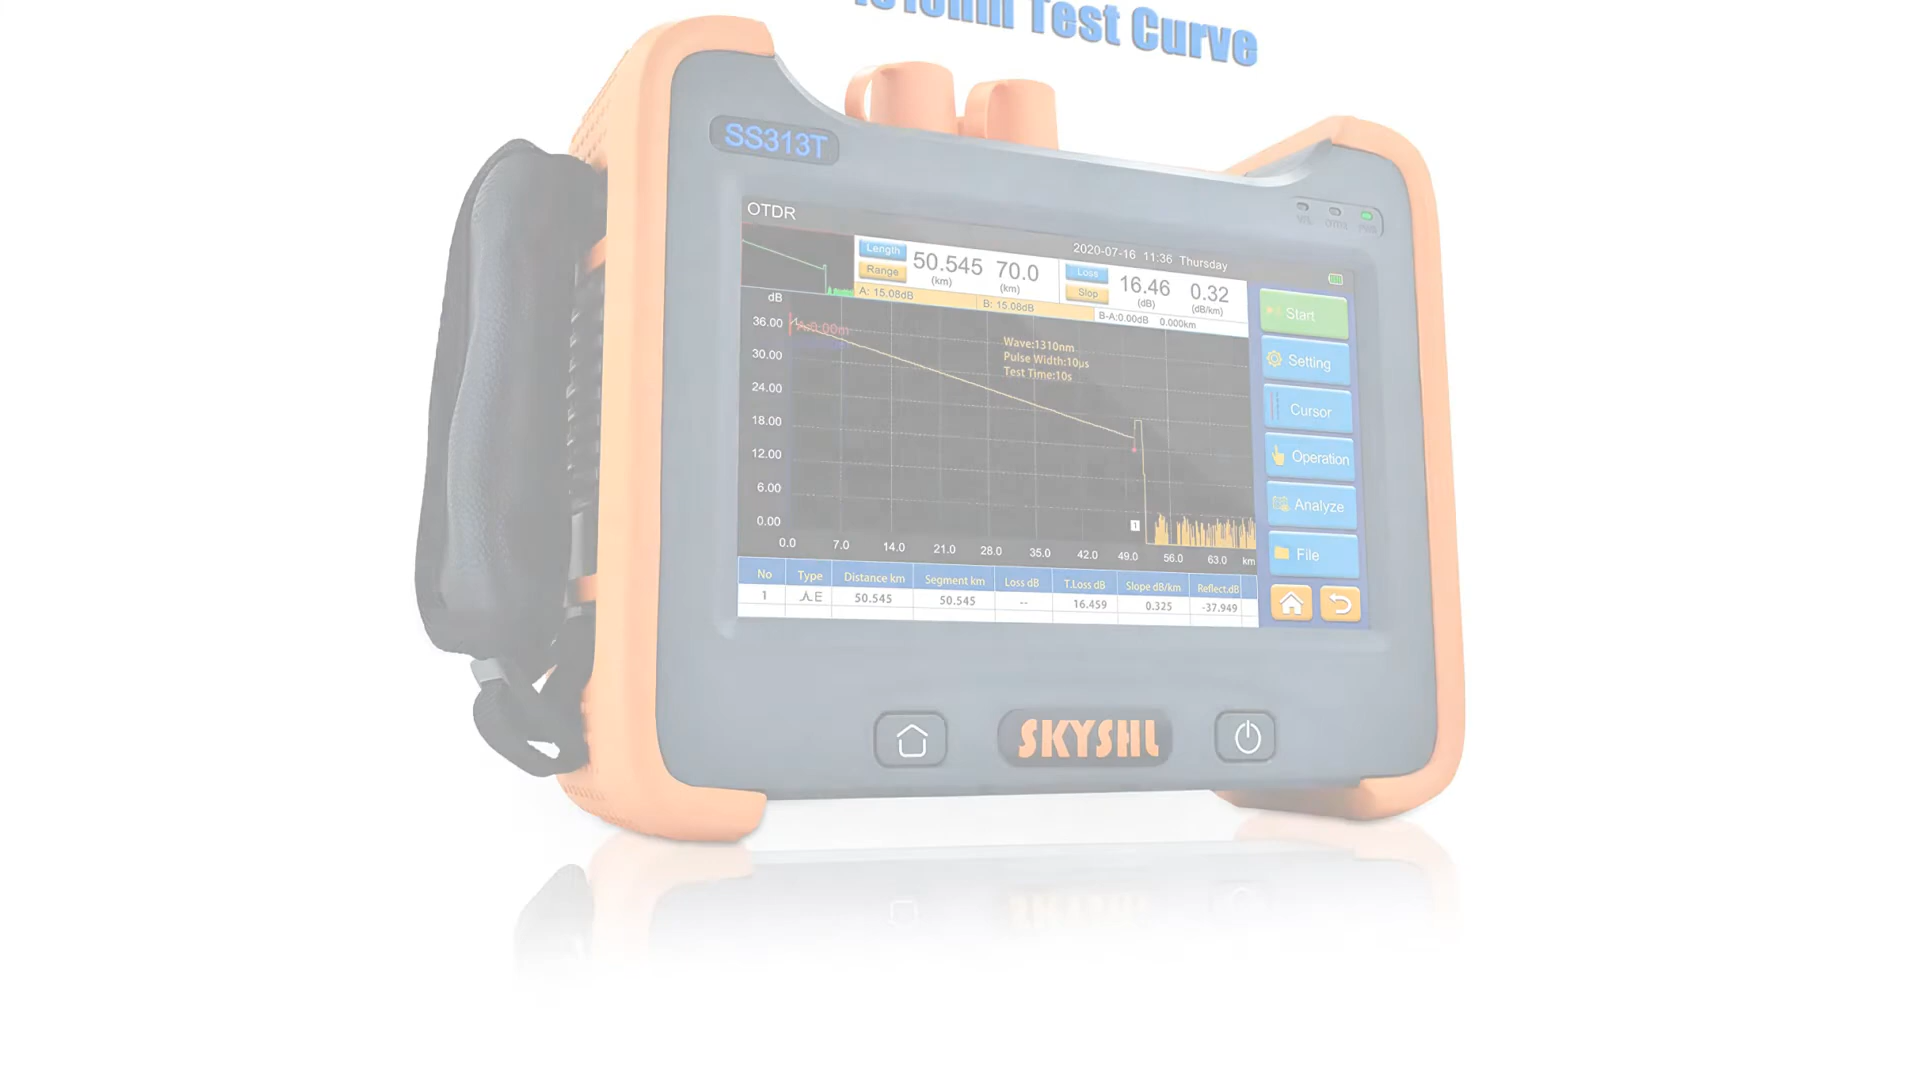 Test Curve
SS313T
OTDR
2020-07-16 11:36 Thursday
Length
50.545
(km)
70.0
(km)
Range
Loss
16.46
(dB)
0.32
(dB/km)
Slop
A: 15.08dB
B: 15.08dB
B-A:0.00dB 0.000km
dB
36.00
30.00
24.00
18.00
12.00
6.00
0.00
A:0.00m
Wave:1310nm
Pulse Width:10μs
Test Time:10s
1
0.0 7.0 14.0 21.0 28.0 35.0 42.0 49.0 56.0 63.0 km
No Type Distance km Segment km Loss dB T.Loss dB Slope dB/km Reflect.dB
1 E 50.545 50.545 -- 16.459 0.325 -37.949
Start
Setting
Cursor
Operation
Analyze
File
SKYSHL